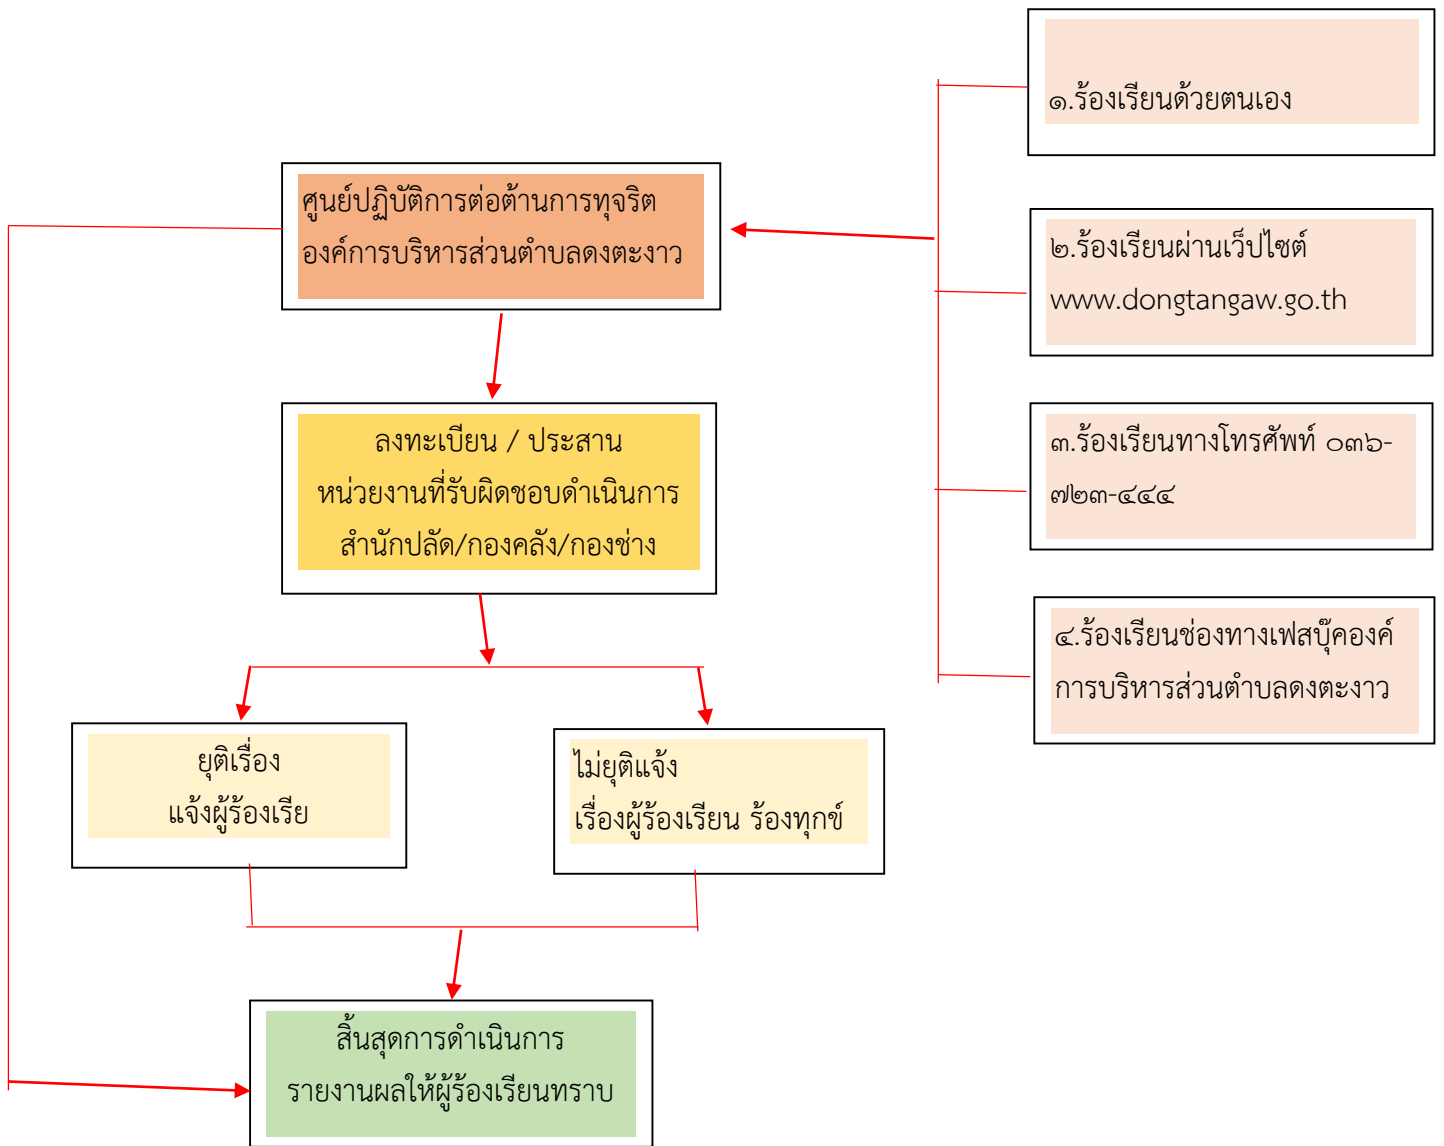 ๑.ร้องเรียนด้วยตนเอง
ศูนย์ปฏิบัติการต่อต้านการทุจริต
องค์การบริหารส่วนตำบลดงตะงาว
๒.ร้องเรียนผ่านเว็ปไซต์
www.dongtangaw.go.th
๓.ร้องเรียนทางโทรศัพท์ ๐๓๖-
๗๒๓-๔๔๔
๔.ร้องเรียนช่องทางเฟสบุ๊คองค์
การบริหารส่วนตำบลดงตะงาว
ลงทะเบียน / ประสาน
หน่วยงานที่รับผิดชอบดำเนินการ
สำนักปลัด/กองคลัง/กองช่าง
ยุติเรื่อง
แจ้งผู้ร้องเรีย
ไม่ยุติแจ้ง
เรื่องผู้ร้องเรียน ร้องทุกข์
สิ้นสุดการดำเนินการ
รายงานผลให้ผู้ร้องเรียนทราบ